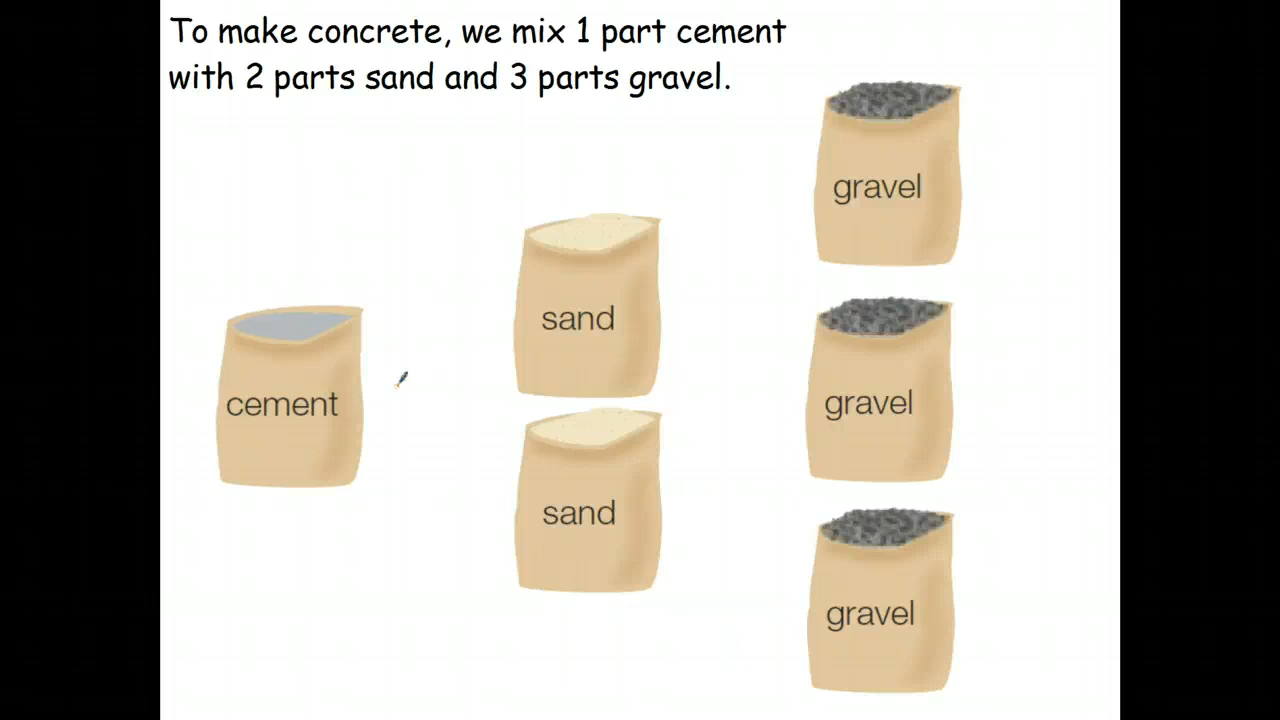 To make concrete, we mix 1 part cement
with 2 parts sand and 3 parts gravel.
gravel
sand
cement
gravel
sand
gravel